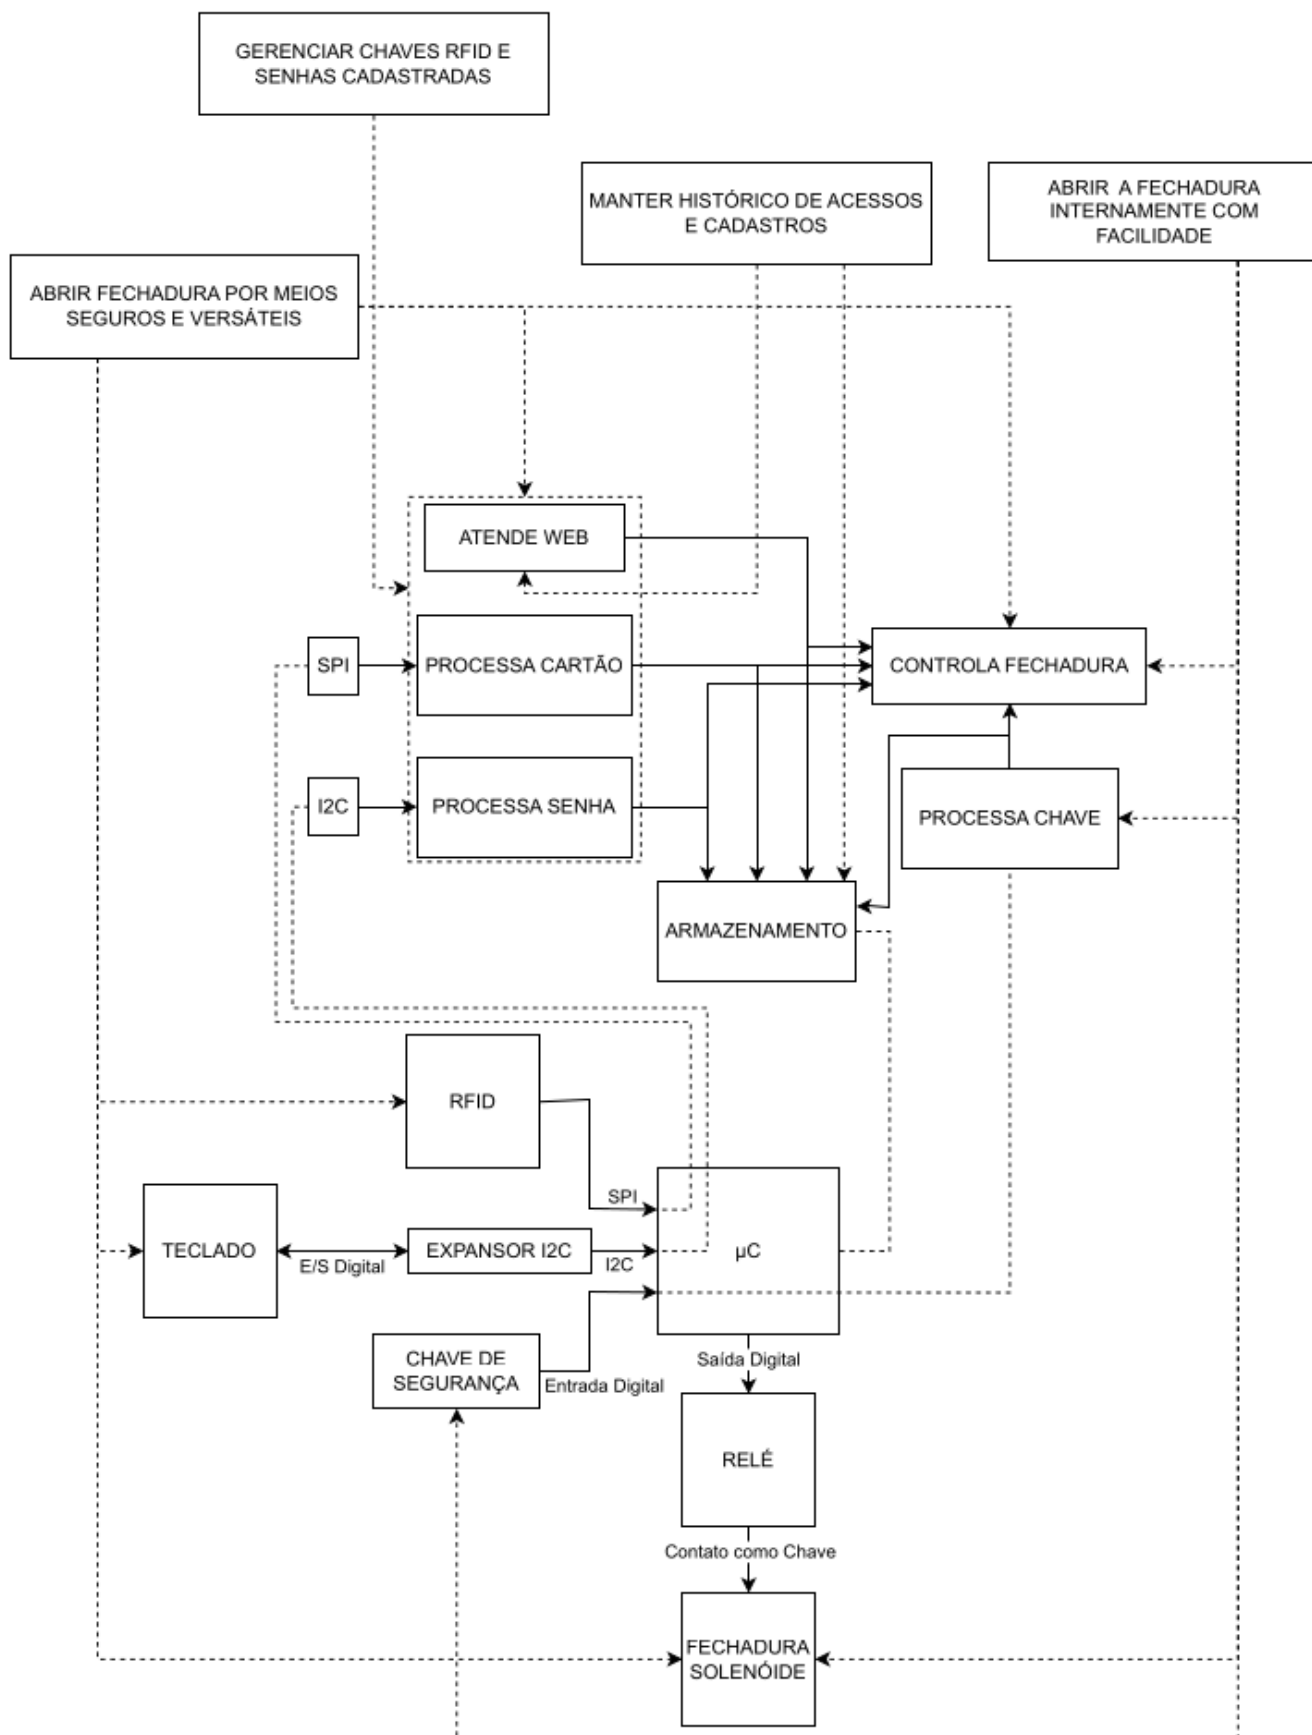 GERENCIAR CHAVES RFID E
SENHAS CADASTRADAS
MANTER HISTÓRICO DE ACESSOS
E CADASTROS
ABRIR A FECHADURA
INTERNAMENTE COM
FACILIDADE
ABRIR FECHADURA POR MEIOS
SEGUROS E VERSÁTEIS
ATENDE WEB
SPI
PROCESSA CARTÃO
CONTROLA FECHADURA
I2C
PROCESSA SENHA
PROCESSA CHAVE
ARMAZENAMENTO
RFID
SPI
TECLADO
E/S Digital
EXPANSOR I2C
I2C
µC
CHAVE DE
SEGURANÇA
Entrada Digital
Saída Digital
RELÉ
Contato como Chave
FECHADURA
SOLENÓIDE